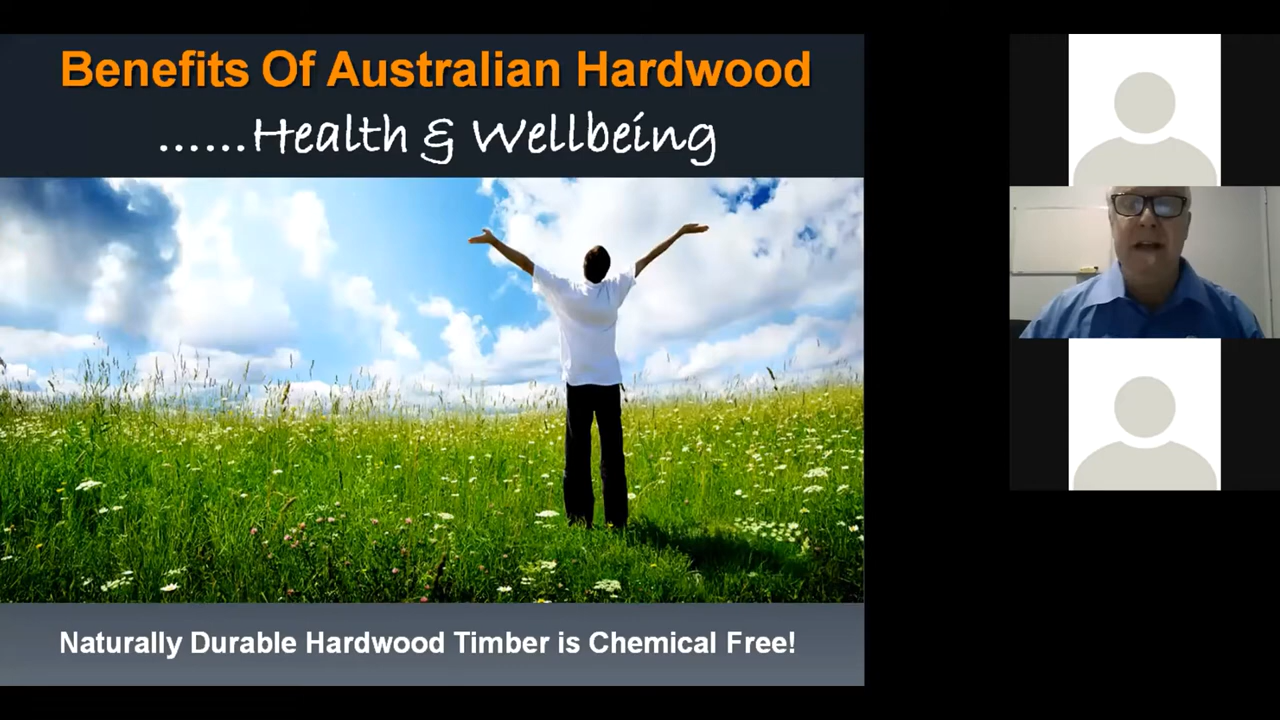 Benefits Of Australian Hardwood
......Health & Wellbeing
Naturally Durable Hardwood Timber is Chemical Free!